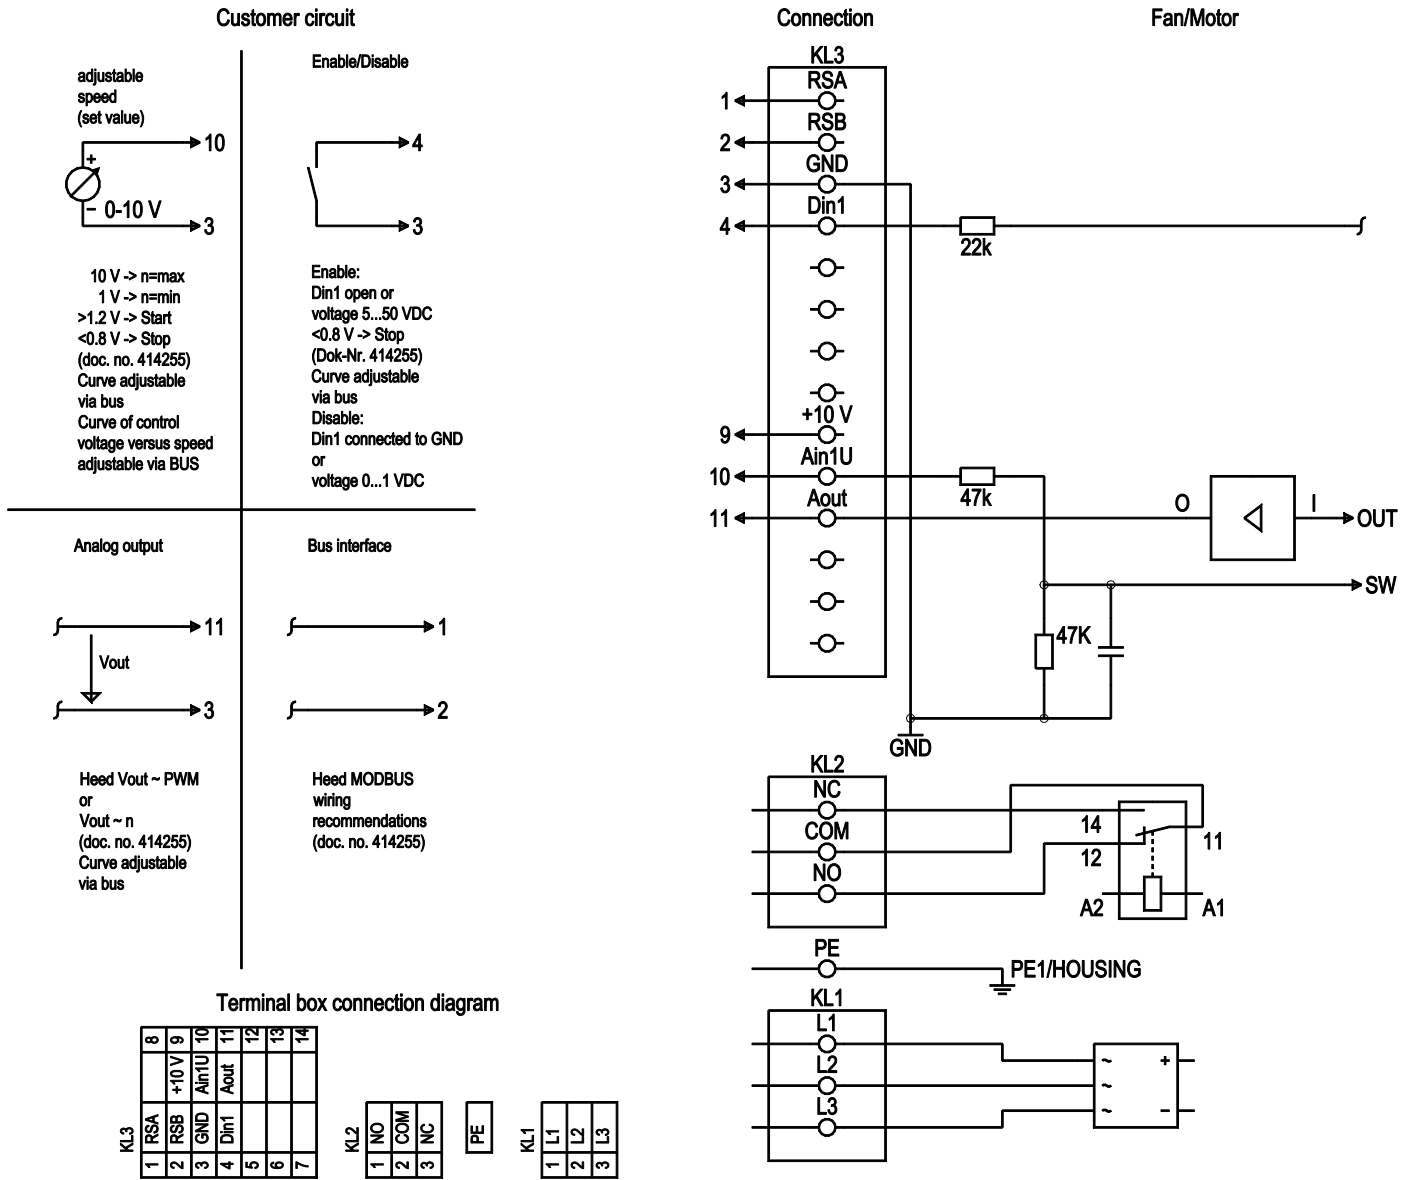 Customer circuit
Connection
Fan/Motor
adjustable
speed
(set value)
10
+
− 0-10 V
3
10 V -> n=max
1 V -> n=min
>1.2 V -> Start
<0.8 V -> Stop
(doc. no. 414255)
Curve adjustable
via bus
Curve of control
voltage versus speed
adjustable via BUS
Enable/Disable
4
3
Enable:
Din1 open or
voltage 5...50 VDC
<0.8 V -> Stop
(Dok-Nr. 414255)
Curve adjustable
via bus
Disable:
Din1 connected to GND
or
voltage 0...1 VDC
Analog output
11
Vout
3
Heed Vout ~ PWM
or
Vout ~ n
(doc. no. 414255)
Curve adjustable
via bus
Bus interface
1
2
Heed MODBUS
wiring
recommendations
(doc. no. 414255)
KL3
RSA
1
RSB
2
GND
3
Din1
4
22k
+10 V
9
Ain1U
10
47k
Aout
11
O
I
OUT
SW
47K
GND
KL2
NC
COM
NO
14
12
11
A2
A1
PE
PE1/HOUSING
KL1
L1
L2
L3
~ +
~
~ −
Terminal box connection diagram
KL3
8 9 10 11 12 13 14
+10 V Ain1U Aout
RSA RSB GND Din1
1 2 3 4 5 6 7
KL2
NO COM NC
1 2 3
PE
KL1
L1 L2 L3
1 2 3